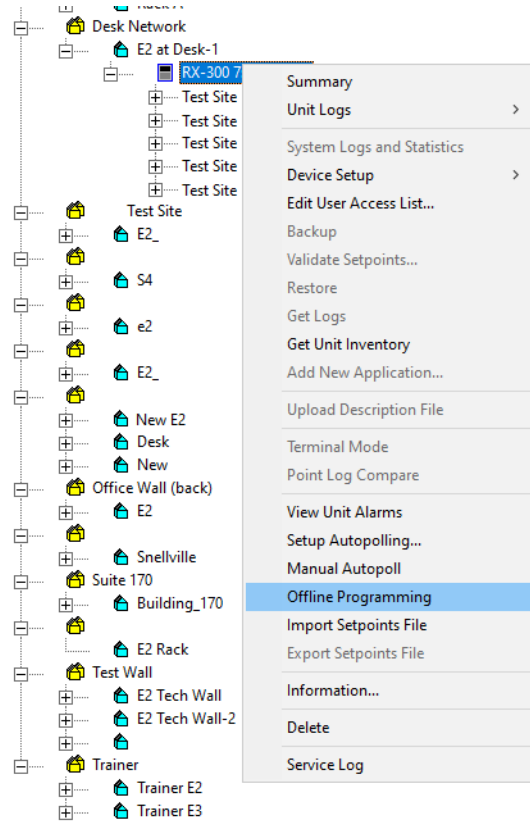 Desk Network
E2 at Desk-1
RX-300 7
Test Site
Test Site
Test Site
Test Site
Test Site
Test Site
E2_
S4
e2
E2_
New E2
Desk
New
Office Wall (back)
E2
Snellville
Suite 170
Building_170
E2 Rack
Test Wall
E2 Tech Wall
E2 Tech Wall-2
Trainer
Trainer E2
Trainer E3
Summary
Unit Logs
System Logs and Statistics
Device Setup
Edit User Access List...
Backup
Validate Setpoints...
Restore
Get Logs
Get Unit Inventory
Add New Application...
Upload Description File
Terminal Mode
Point Log Compare
View Unit Alarms
Setup Autopolling...
Manual Autopoll
Offline Programming
Import Setpoints File
Export Setpoints File
Information...
Delete
Service Log